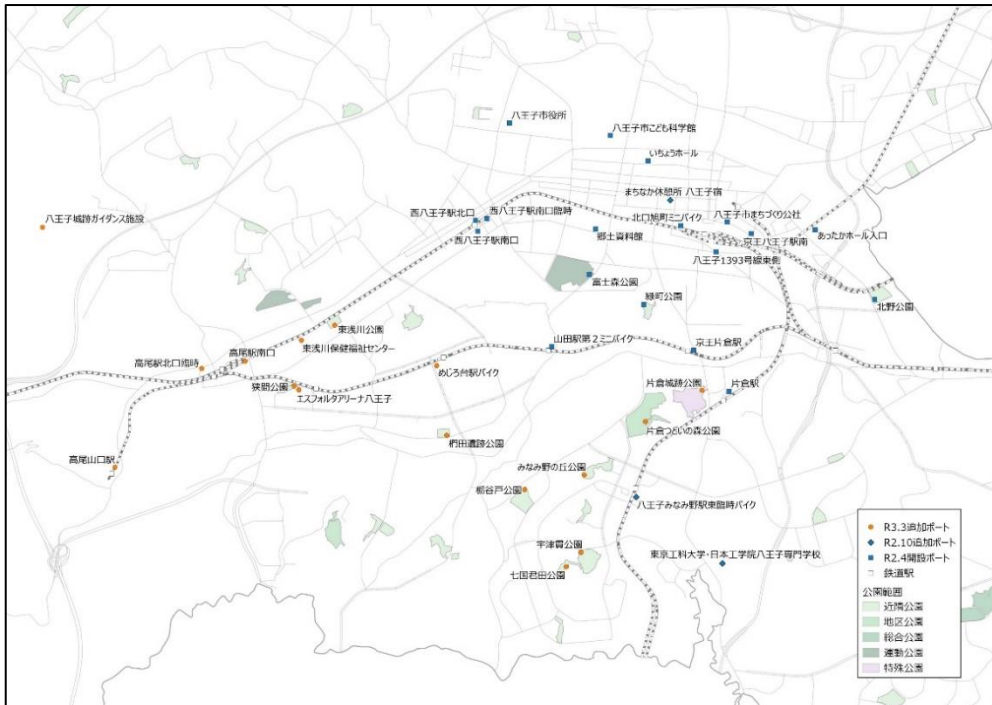 八王子市役所
八王子市こども科学館
いちょうホール
まちなか休憩所 八王子宿
八王子城跡ガイダンス施設
西八王子駅北口
西八王子駅南口臨時
北口旭町ミニバイク
八王子市まちづくり公社
西八王子駅南口
郷土資料館
京王八王子駅南
あったかホール入口
八王子1393号線東側
富士森公園
緑町公園
北野公園
東浅川公園
東浅川保健福祉センター
山田駅第2ミニバイク
京王片倉駅
高尾駅南口
高尾駅北口臨時
めじろ台駅バイク
狭間公園
エスフォルタアリーナ八王子
片倉城跡公園
片倉駅
片倉つどいの森公園
椚田遺跡公園
高尾山口駅
みなみ野の丘公園
栃谷戸公園
八王子みなみ野駅東臨時バイク
宇津貫公園
東京工科大学・日本工学院八王子専門学校
七国君田公園
R3.3追加ポート
R2.10追加ポート
R2.4開設ポート
鉄道駅
公園範囲
近隣公園
地区公園
総合公園
運動公園
特殊公園